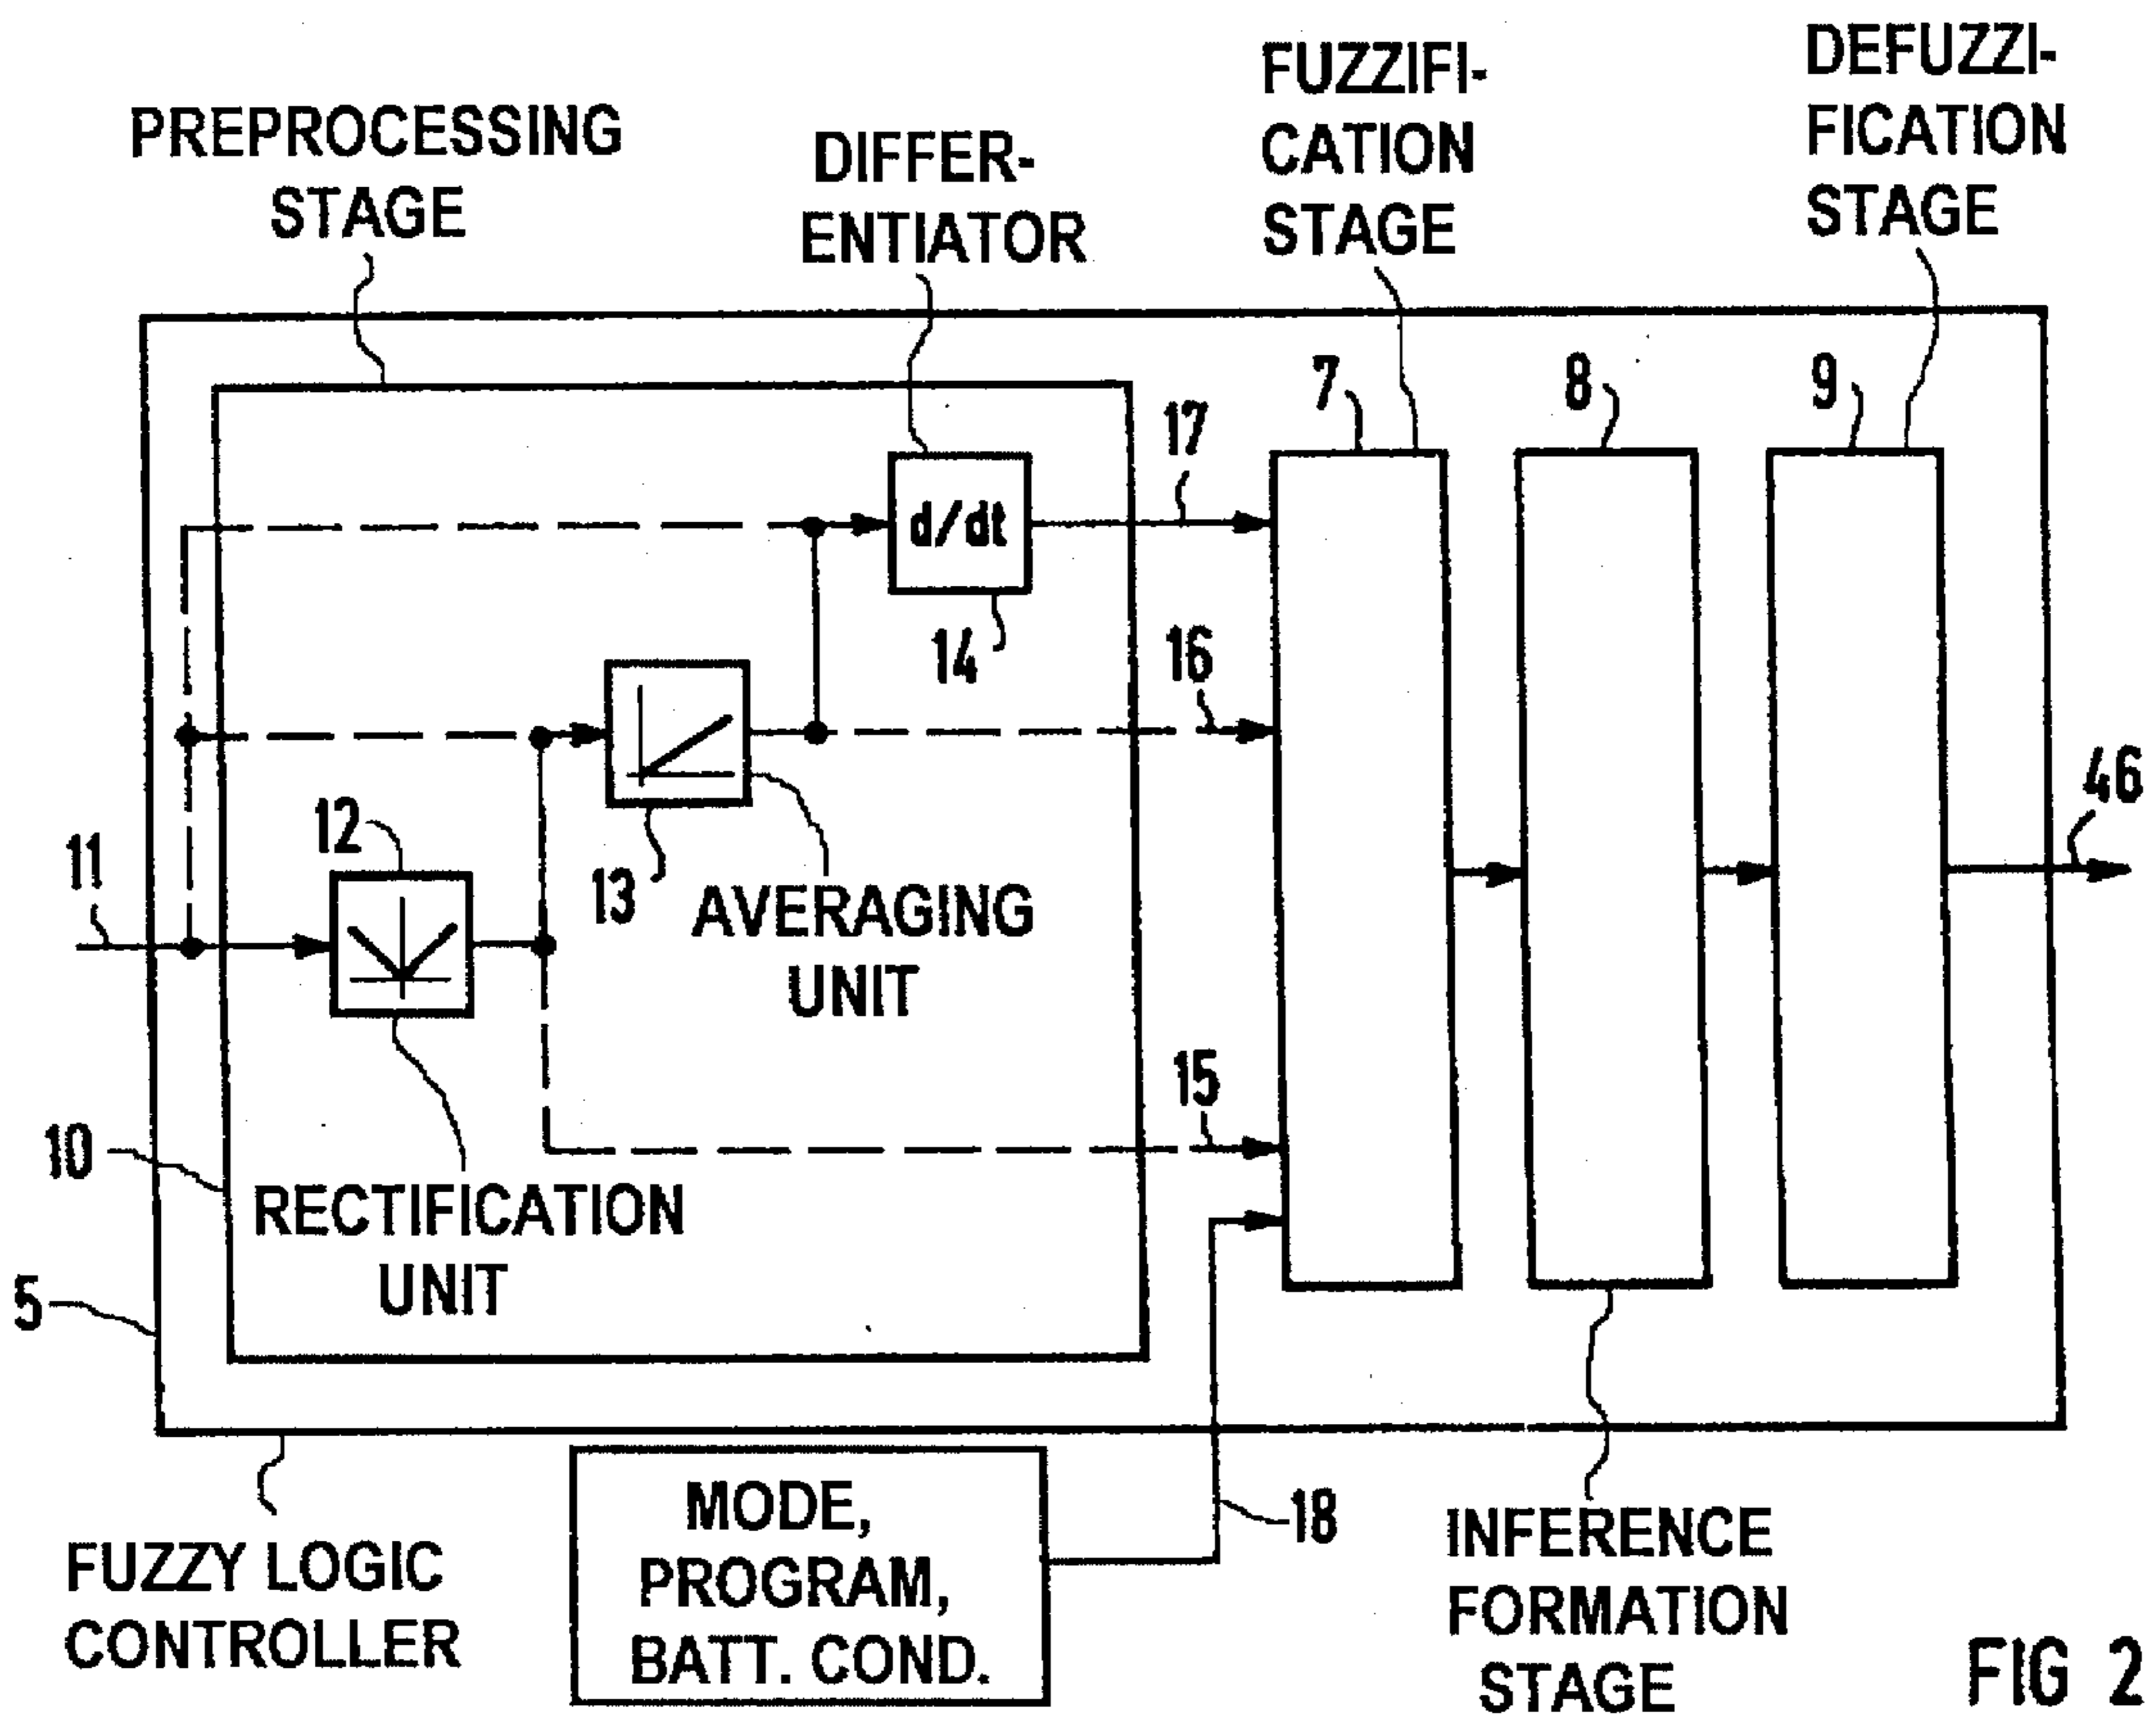 PREPROCESSING
STAGE
DIFFER-
ENTIATOR
FUZZIFI-
CATION
STAGE
DEFUZZI-
FICATION
STAGE
7
8
9
17
d/dt
14
16
46
12
11
13
AVERAGING
UNIT
15
10
RECTIFICATION
UNIT
5
18
MODE,
PROGRAM,
BATT. COND.
FUZZY LOGIC
CONTROLLER
INFERENCE
FORMATION
STAGE
FIG 2